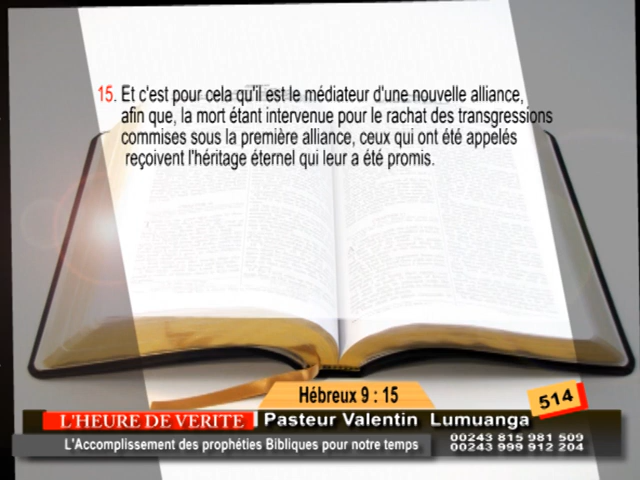 15. Et c'est pour cela qu'il est le médiateur d'une nouvelle alliance,
afin que, la mort étant intervenue pour le rachat des transgressions
commises sous la première alliance, ceux qui ont été appelés
reçoivent l'héritage éternel qui leur a été promis.
Hébreux 9 : 15
514
L'HEURE DE VERITE Pasteur Valentin Lumuanga
L'Accomplissement des prophéties Bibliques pour notre temps
00243 815 981 509
00243 999 912 204